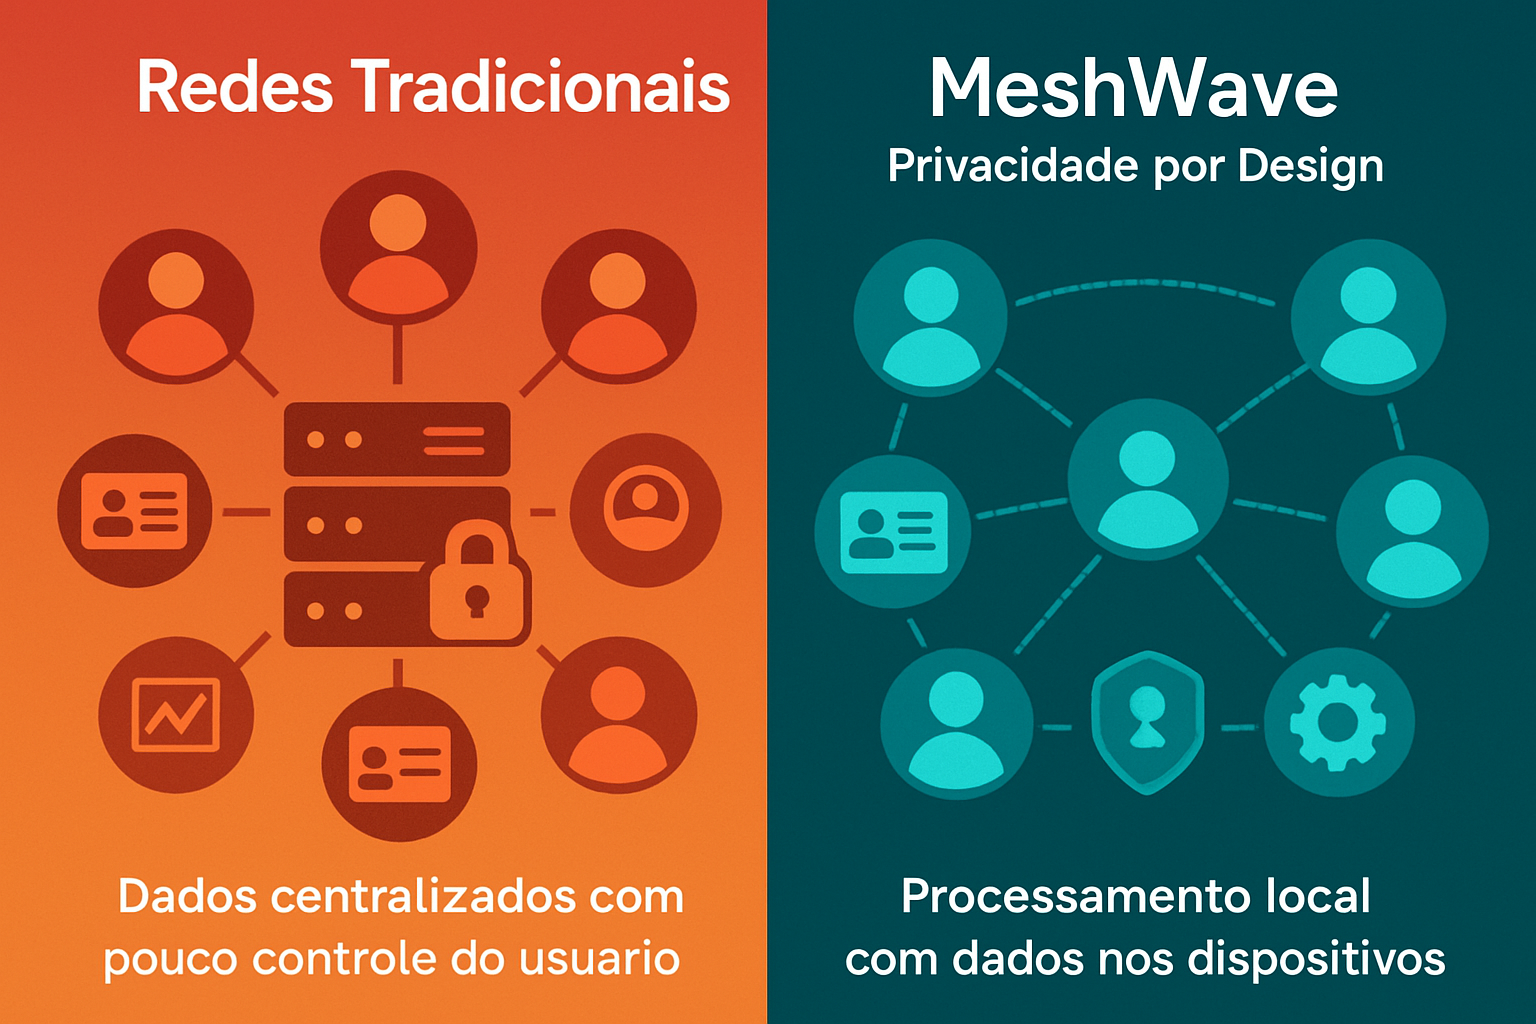 Redes Tradicionais
Dados centralizados com
pouco controle do usuario
MeshWave
Privacidade por Design
Processamento local
com dados nos dispositivos